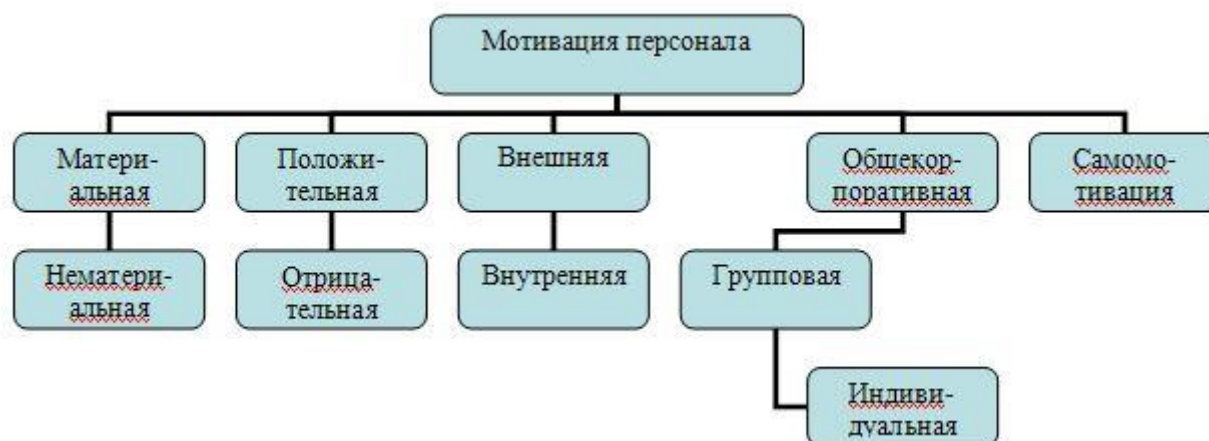 Мотивация персонала
Матери-
альная
Положи-
тельная
Внешняя
Общекор-
поративная
Самомо-
тивация
Нематери-
альная
Отрица-
тельная
Внутренняя
Групповая
Индиви-
дуальная